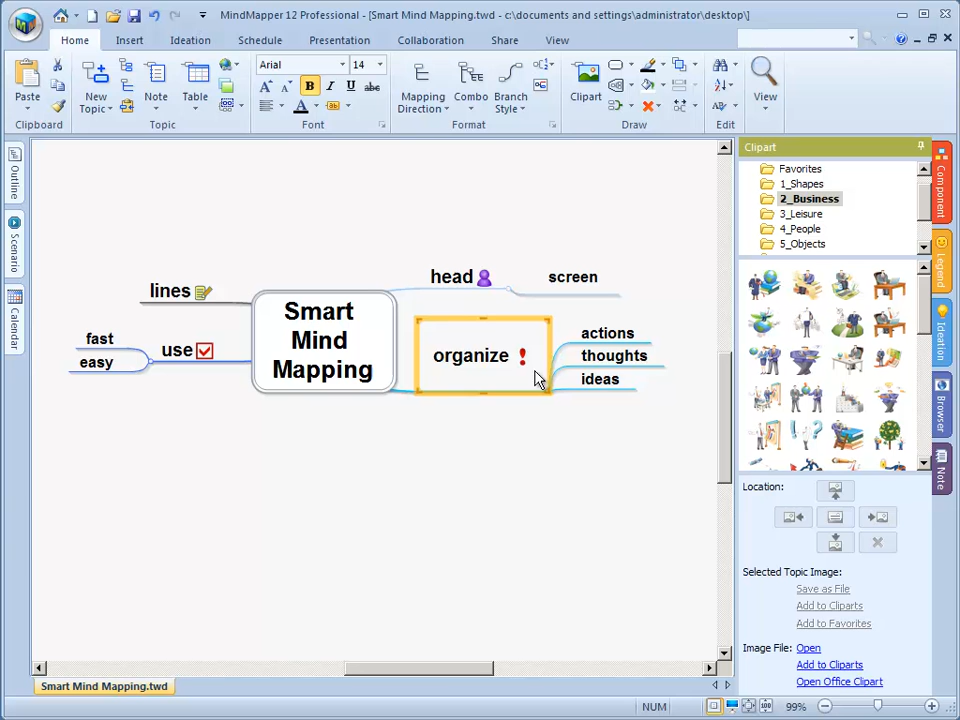 MindMapper 12 Professional - [Smart Mind Mapping.twd - c:\documents and settings\administrator\desktop\]
Home
Insert
Ideation
Schedule
Presentation
Collaboration
Share
View
Paste
Clipboard
New
Topic
Note
Table
Topic
Arial
14
B
I
U
abc
A
Font
Mapping
Direction
Combo
Branch
Style
Format
Clipart
Draw
Edit
View
Outline
Scenario
Calendar
lines
fast
easy
use
Smart
Mind
Mapping
head
screen
organize
actions
thoughts
ideas
Clipart
Favorites
1_Shapes
2_Business
3_Leisure
4_People
5_Objects
Component
Legend
Ideation
Browser
Note
Location:
Selected Topic Image:
Save as File
Add to Cliparts
Add to Favorites
Image File:
Open
Add to Cliparts
Open Office Clipart
Smart Mind Mapping.twd
NUM
99%